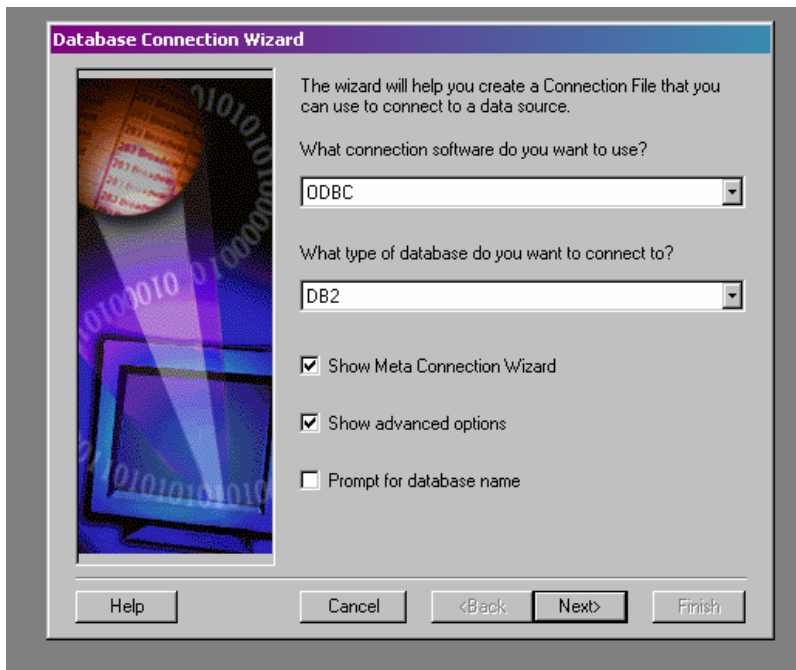 Database Connection Wizard
The wizard will help you create a Connection File that you
can use to connect to a data source.
What connection software do you want to use?
ODBC
What type of database do you want to connect to?
DB2
Show Meta Connection Wizard
Show advanced options
Prompt for database name
Help
Cancel
<Back
Next>
Finish